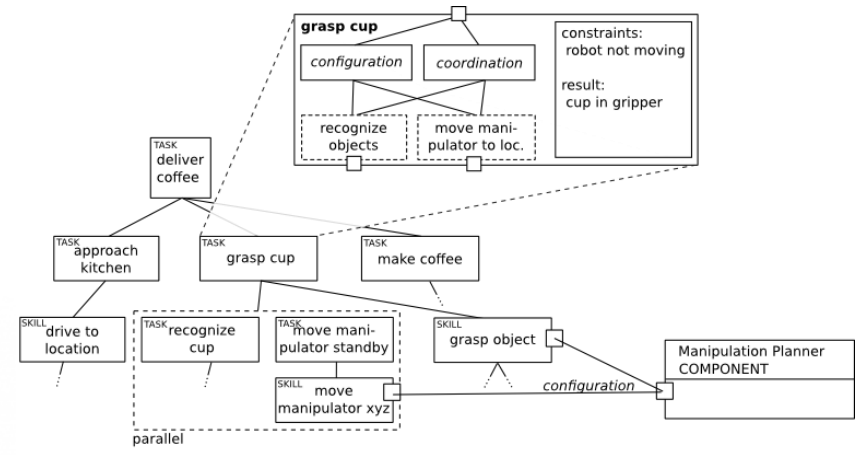 grasp cup
constraints:
robot not moving
result:
cup in gripper
configuration
coordination
recognize
objects
move mani-
pulator to loc.
TASK
deliver
coffee
TASK
approach
kitchen
TASK
grasp cup
TASK
make coffee
SKILL
drive to
location
TASK
recognize
cup
TASK
move mani-
pulator standby
SKILL
grasp object
Manipulation Planner
COMPONENT
SKILL
move
manipulator xyz
configuration
parallel